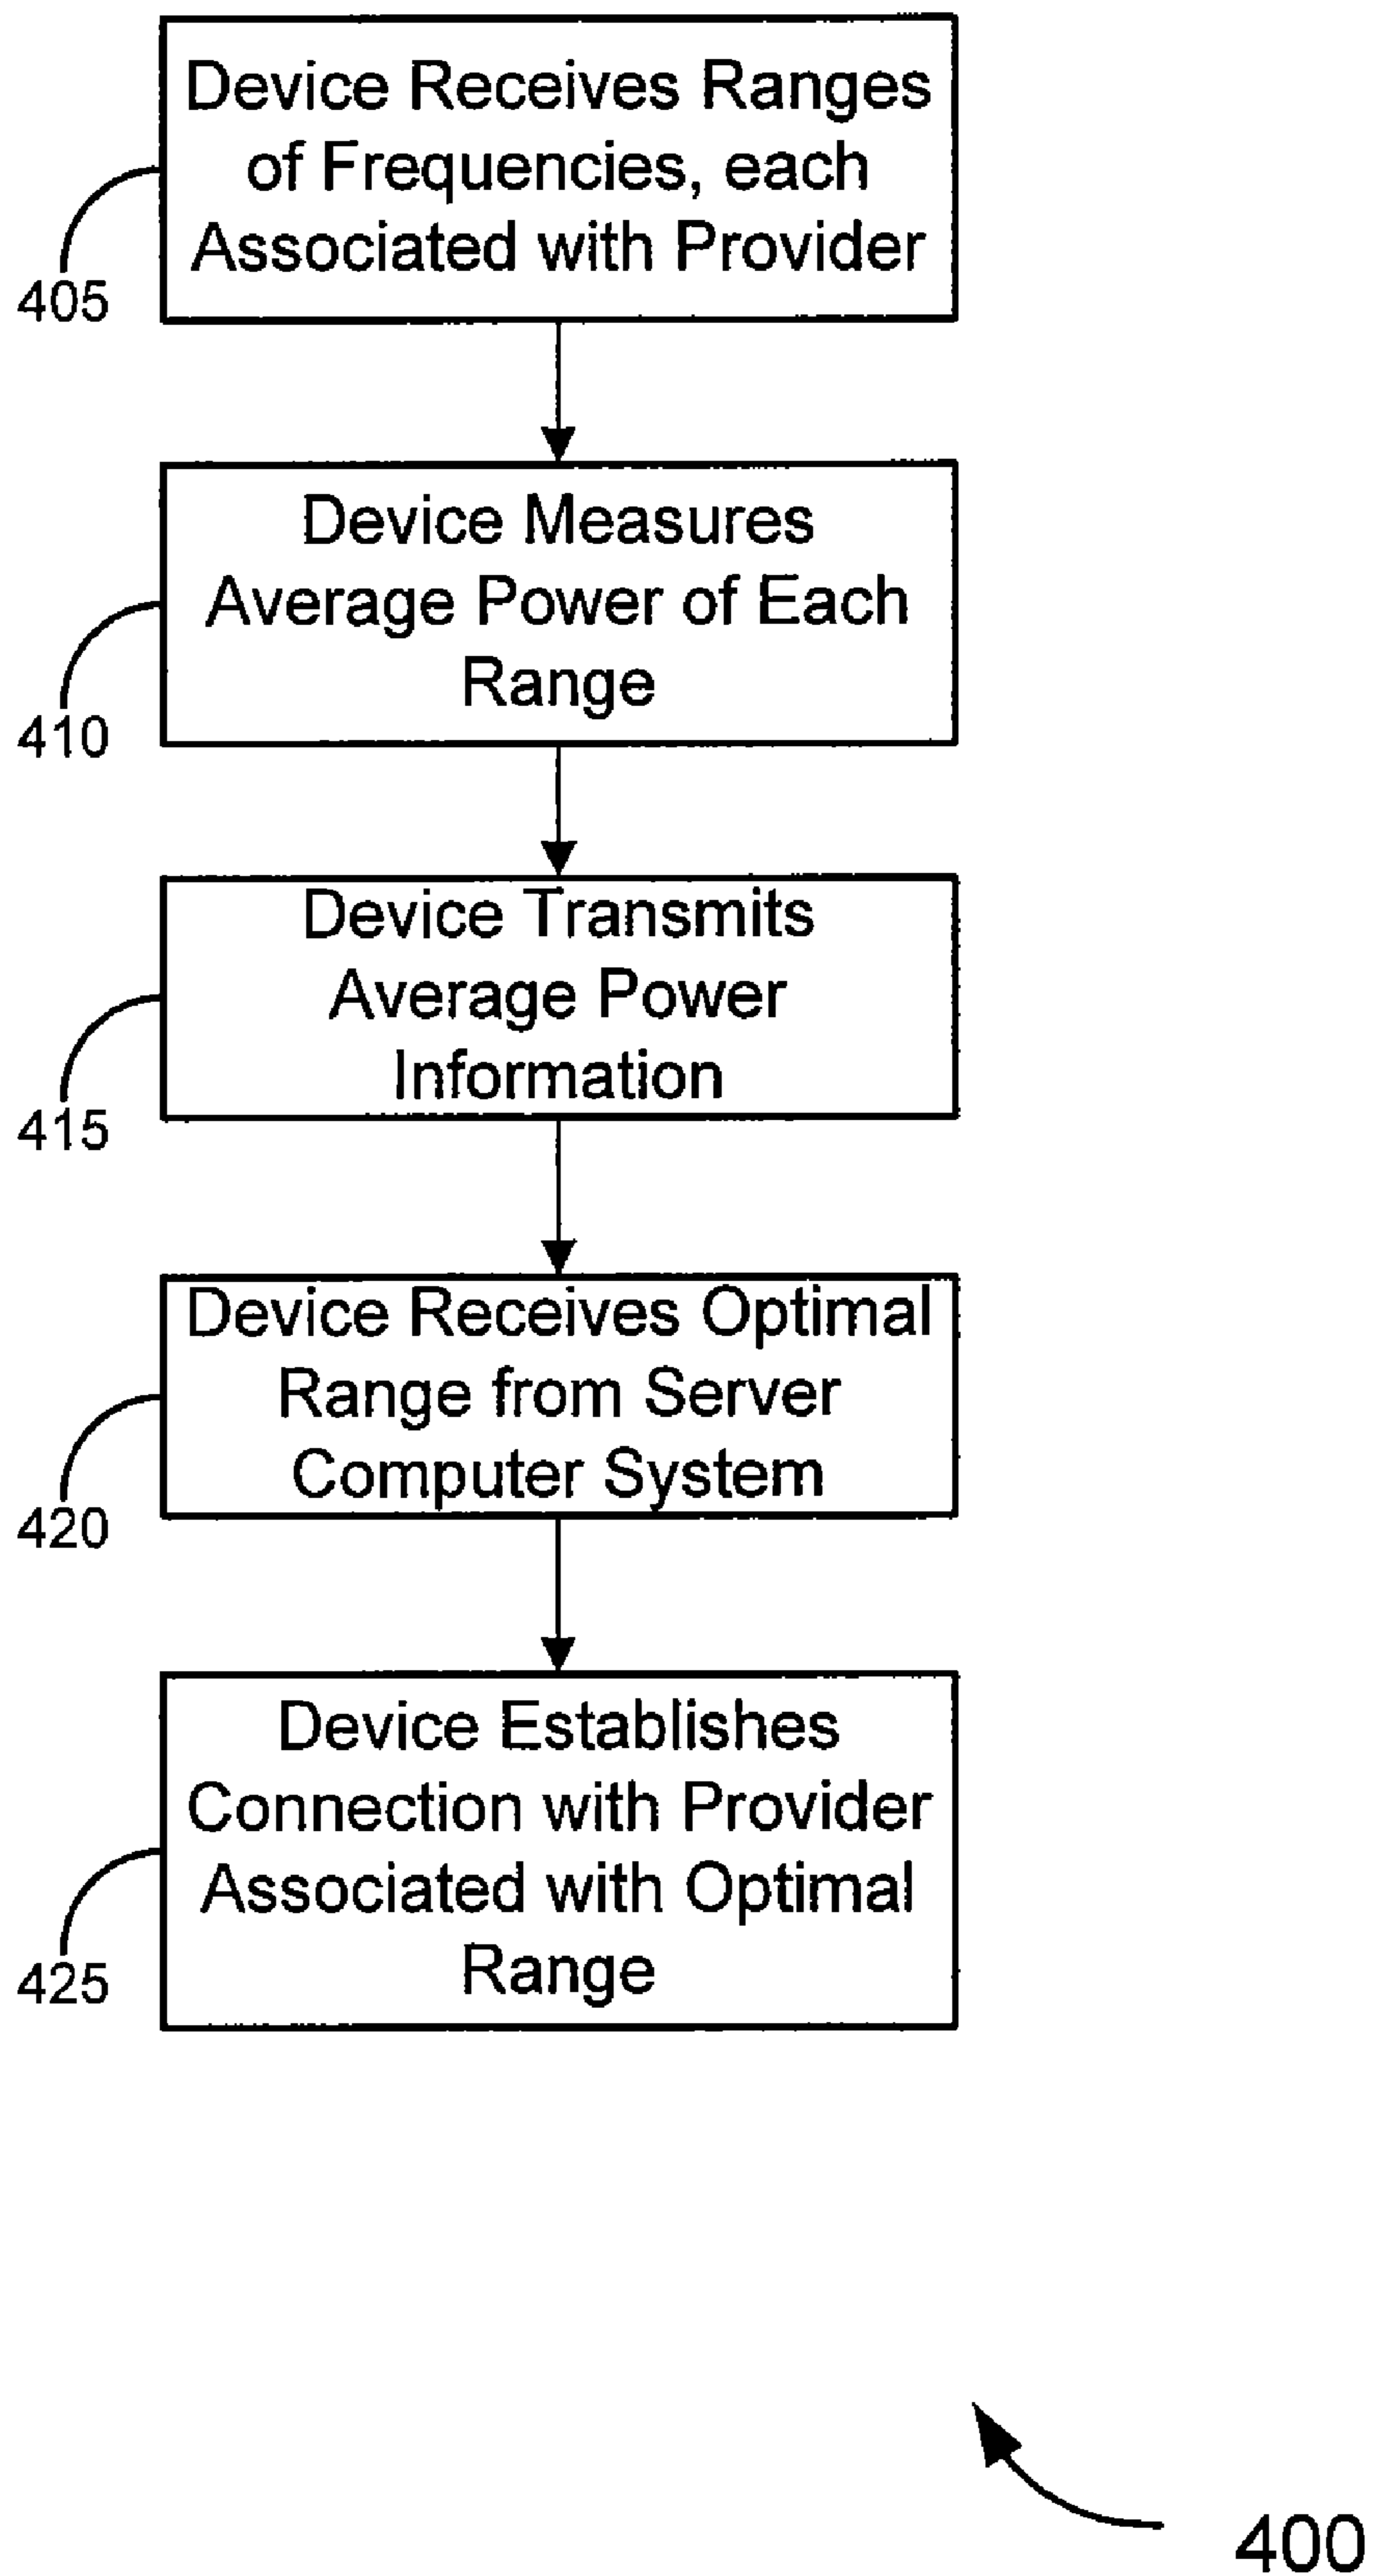 Device Receives Ranges
of Frequencies, each
Associated with Provider
405
Device Measures
Average Power of Each
Range
410
Device Transmits
Average Power
Information
415
Device Receives Optimal
Range from Server
Computer System
420
Device Establishes
Connection with Provider
Associated with Optimal
Range
425
400